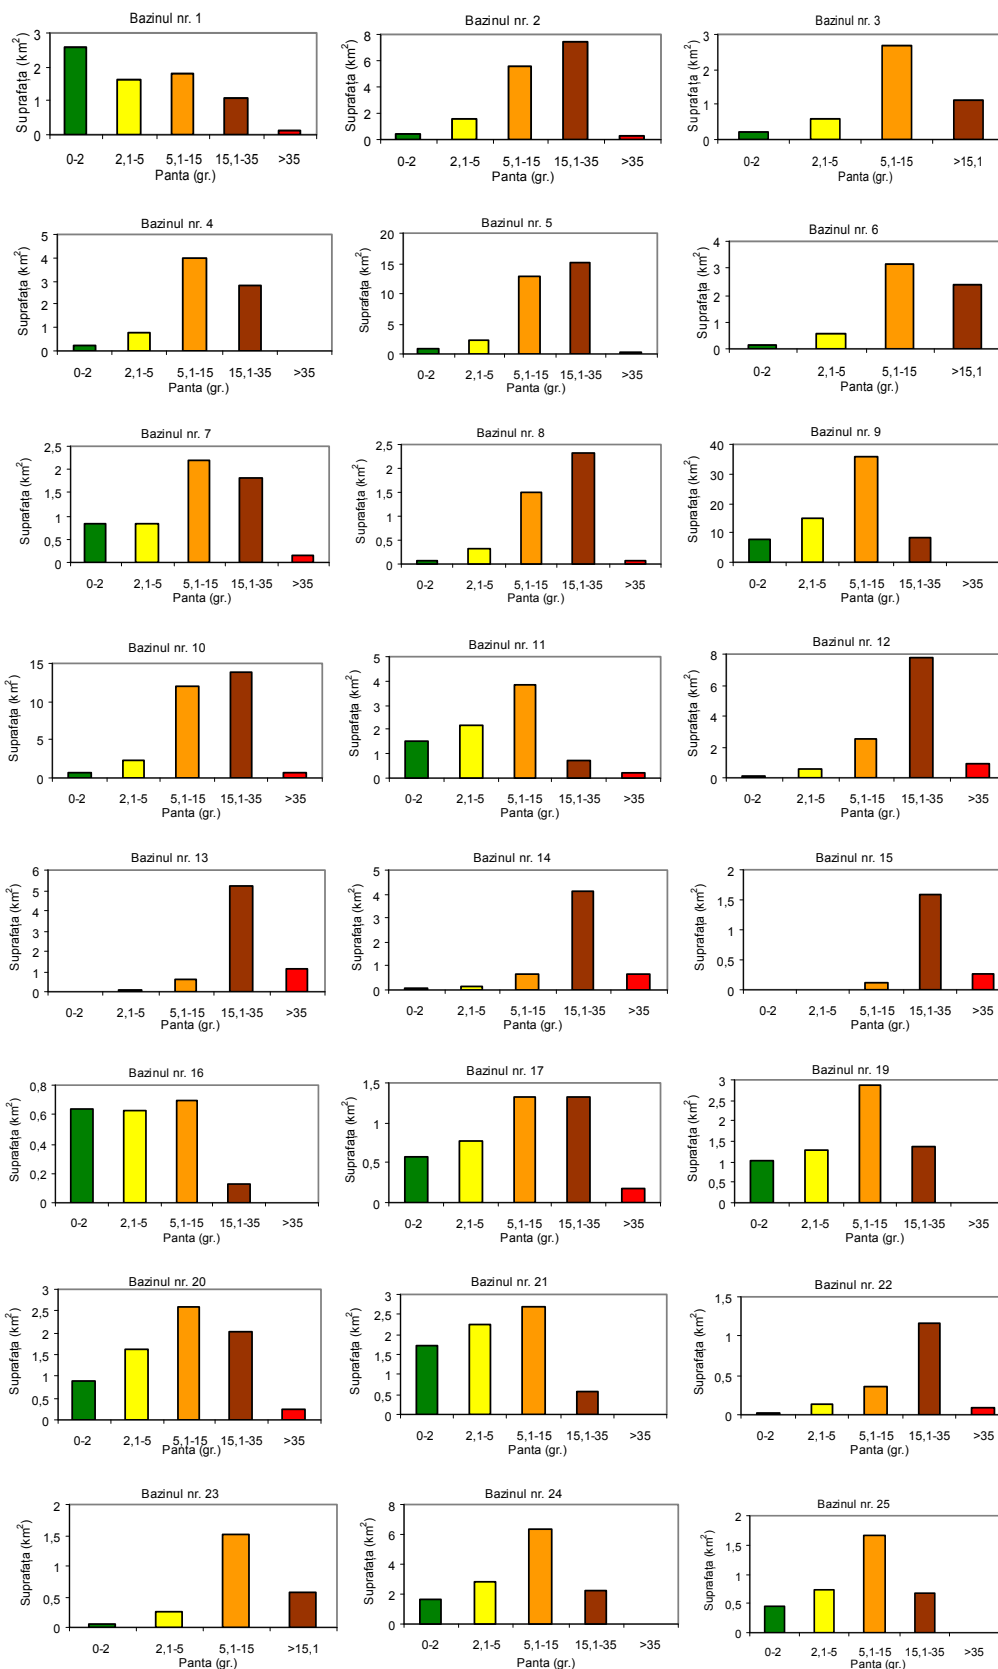 Bazinul nr. 1
Suprafața (km²)
3
2
1
0
0-2 2,1-5 5,1-15 15,1-35 >35
Panta (gr.)
Bazinul nr. 2
Suprafața (km²)
8
6
4
2
0
0-2 2,1-5 5,1-15 15,1-35 >35
Panta (gr.)
Bazinul nr. 3
Suprafața (km²)
3
2
1
0
0-2 2,1-5 5,1-15 >15,1
Panta (gr.)
Bazinul nr. 4
Suprafața (km²)
5
4
3
2
1
0
0-2 2,1-5 5,1-15 15,1-35 >35
Panta (gr.)
Bazinul nr. 5
Suprafața (km²)
20
15
10
5
0
0-2 2,1-5 5,1-15 15,1-35 >35
Panta (gr.)
Bazinul nr. 6
Suprafața (km²)
4
3
2
1
0
0-2 2,1-5 5,1-15 >15,1
Panta (gr.)
Bazinul nr. 7
Suprafața (km²)
2,5
2
1,5
1
0,5
0
0-2 2,1-5 5,1-15 15,1-35 >35
Panta (gr.)
Bazinul nr. 8
Suprafața (km²)
2,5
2
1,5
1
0,5
0
0-2 2,1-5 5,1-15 15,1-35 >35
Panta (gr.)
Bazinul nr. 9
Suprafața (km²)
40
30
20
10
0
0-2 2,1-5 5,1-15 15,1-35 >35
Panta (gr.)
Bazinul nr. 10
Suprafața (km²)
15
10
5
0
0-2 2,1-5 5,1-15 15,1-35 >35
Panta (gr.)
Bazinul nr. 11
Suprafața (km²)
5
4
3
2
1
0
0-2 2,1-5 5,1-15 15,1-35 >35
Panta (gr.)
Bazinul nr. 12
Suprafața (km²)
8
6
4
2
0
0-2 2,1-5 5,1-15 15,1-35 >35
Panta (gr.)
Bazinul nr. 13
Suprafața (km²)
6
5
4
3
2
1
0
0-2 2,1-5 5,1-15 15,1-35 >35
Panta (gr.)
Bazinul nr. 14
Suprafața (km²)
5
4
3
2
1
0
0-2 2,1-5 5,1-15 15,1-35 >35
Panta (gr.)
Bazinul nr. 15
Suprafața (km²)
2
1,5
1
0,5
0
0-2 2,1-5 5,1-15 15,1-35 >35
Panta (gr.)
Bazinul nr. 16
Suprafața (km²)
0,8
0,6
0,4
0,2
0
0-2 2,1-5 5,1-15 15,1-35 >35
Panta (gr.)
Bazinul nr. 17
Suprafața (km²)
1,5
1
0,5
0
0-2 2,1-5 5,1-15 15,1-35 >35
Panta (gr.)
Bazinul nr. 19
Suprafața (km²)
3
2,5
2
1,5
1
0,5
0
0-2 2,1-5 5,1-15 15,1-35 >35
Panta (gr.)
Bazinul nr. 20
Suprafața (km²)
3
2,5
2
1,5
1
0,5
0
0-2 2,1-5 5,1-15 15,1-35 >35
Panta (gr.)
Bazinul nr. 21
Suprafața (km²)
3
2,5
2
1,5
1
0,5
0
0-2 2,1-5 5,1-15 15,1-35 >35
Panta (gr.)
Bazinul nr. 22
Suprafața (km²)
1,5
1
0,5
0
0-2 2,1-5 5,1-15 15,1-35 >35
Panta (gr.)
Bazinul nr. 23
Suprafața (km²)
2
1,5
1
0,5
0
0-2 2,1-5 5,1-15 >15,1
Panta (gr.)
Bazinul nr. 24
Suprafața (km²)
8
6
4
2
0
0-2 2,1-5 5,1-15 15,1-35 >35
Panta (gr.)
Bazinul nr. 25
Suprafața (km²)
2
1,5
1
0,5
0
0-2 2,1-5 5,1-15 15,1-35 >35
Panta (gr.)